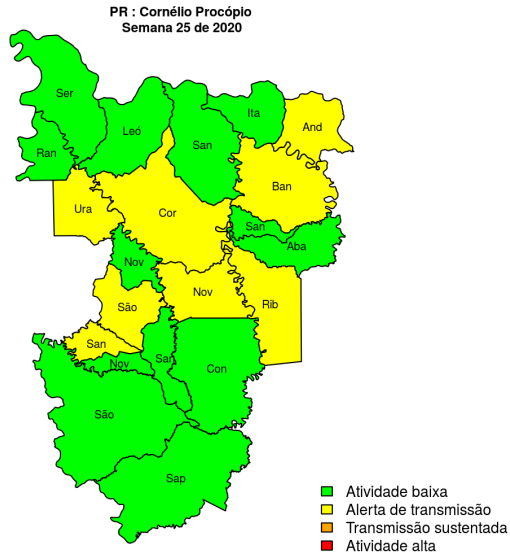 PR : Cornélio Procópio
Semana 25 de 2020
Ser
Ita
And
Leó
San
Ran
Ban
Ura
Cor
San
Aba
Nov
Nov
São
Rib
San
San
Nov
Con
São
Sap
Atividade baixa
Alerta de transmissão
Transmissão sustentada
Atividade alta